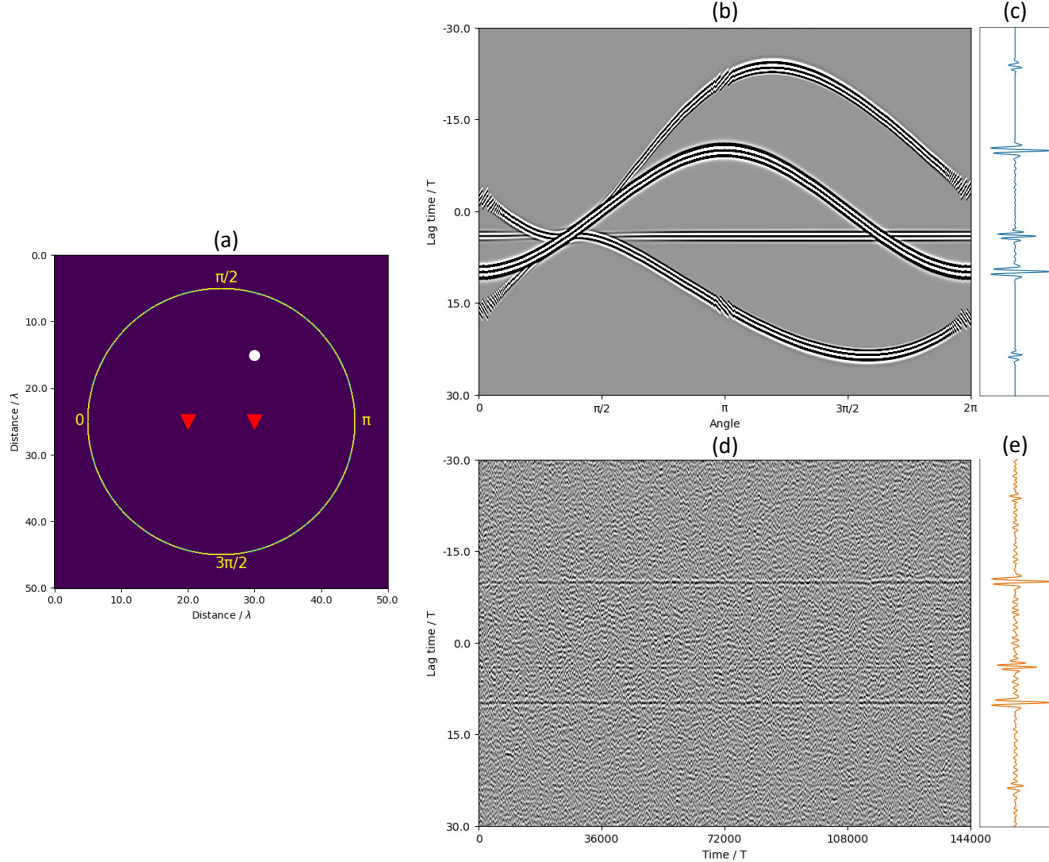 (b)
(c)
-30.0
-15.0
0.0
15.0
30.0
Lag time / T
0
π/2
π
3π/2
2π
Angle
(a)
0.0
10.0
20.0
30.0
40.0
50.0
Distance / λ
π/2
0
π
3π/2
0.0
10.0
20.0
30.0
40.0
50.0
Distance / λ
(d)
(e)
-30.0
-15.0
0.0
15.0
30.0
Lag time / T
0
36000
72000
108000
144000
Time / T